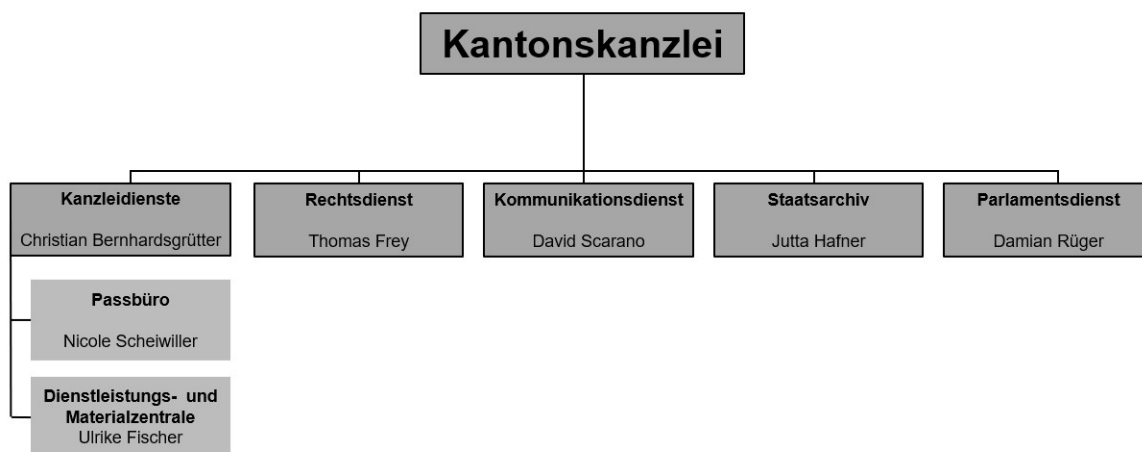 Kantonskanzlei
Kanzleidienste
Christian Bernhardsgrütter
Rechtsdienst
Thomas Frey
Kommunikationsdienst
David Scarano
Staatsarchiv
Jutta Hafner
Parlamentsdienst
Damian Rüger
Passbüro
Nicole Scheiwiller
Dienstleistungs- und
Materialzentrale
Ulrike Fischer